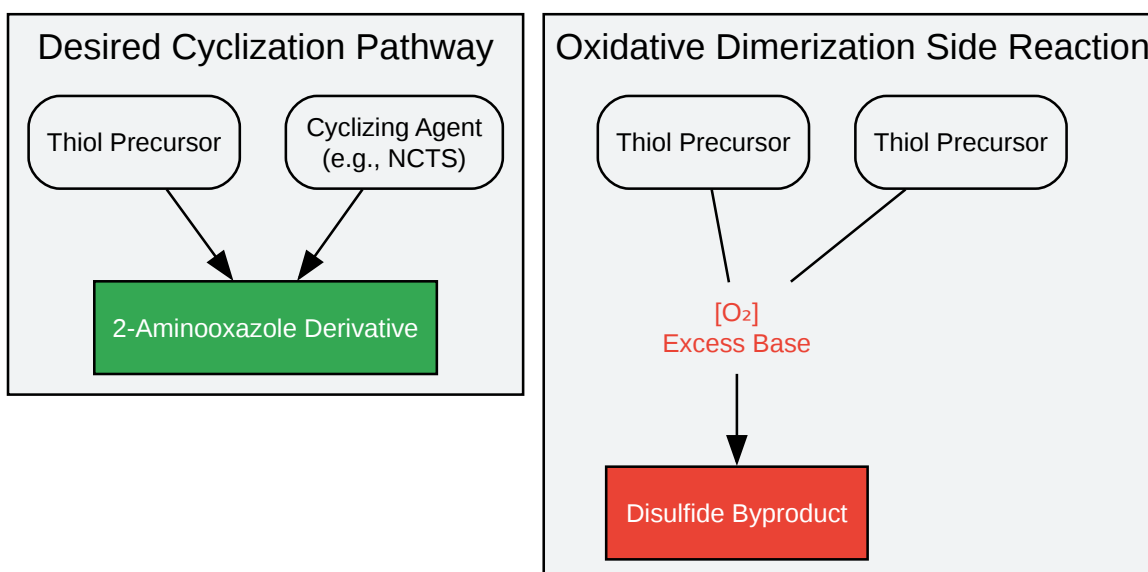 Desired Cyclization Pathway
Thiol Precursor
Cyclizing Agent
(e.g., NCTS)
2-Aminooxazole Derivative
Oxidative Dimerization Side Reaction
Thiol Precursor
Thiol Precursor
[O₂]
Excess Base
Disulfide Byproduct